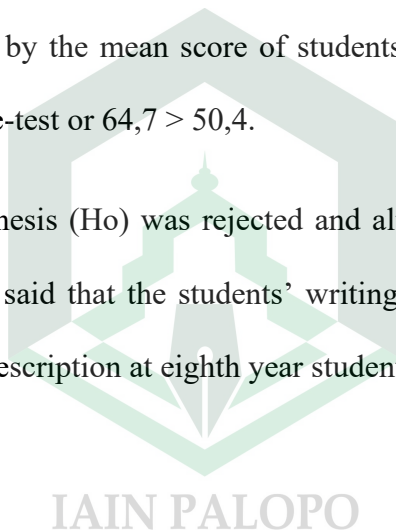 by the mean score of students
e-test or 64,7 > 50,4.
nesis (Ho) was rejected and al
said that the students’ writing
escription at eighth year studen
IAIN PALOPO